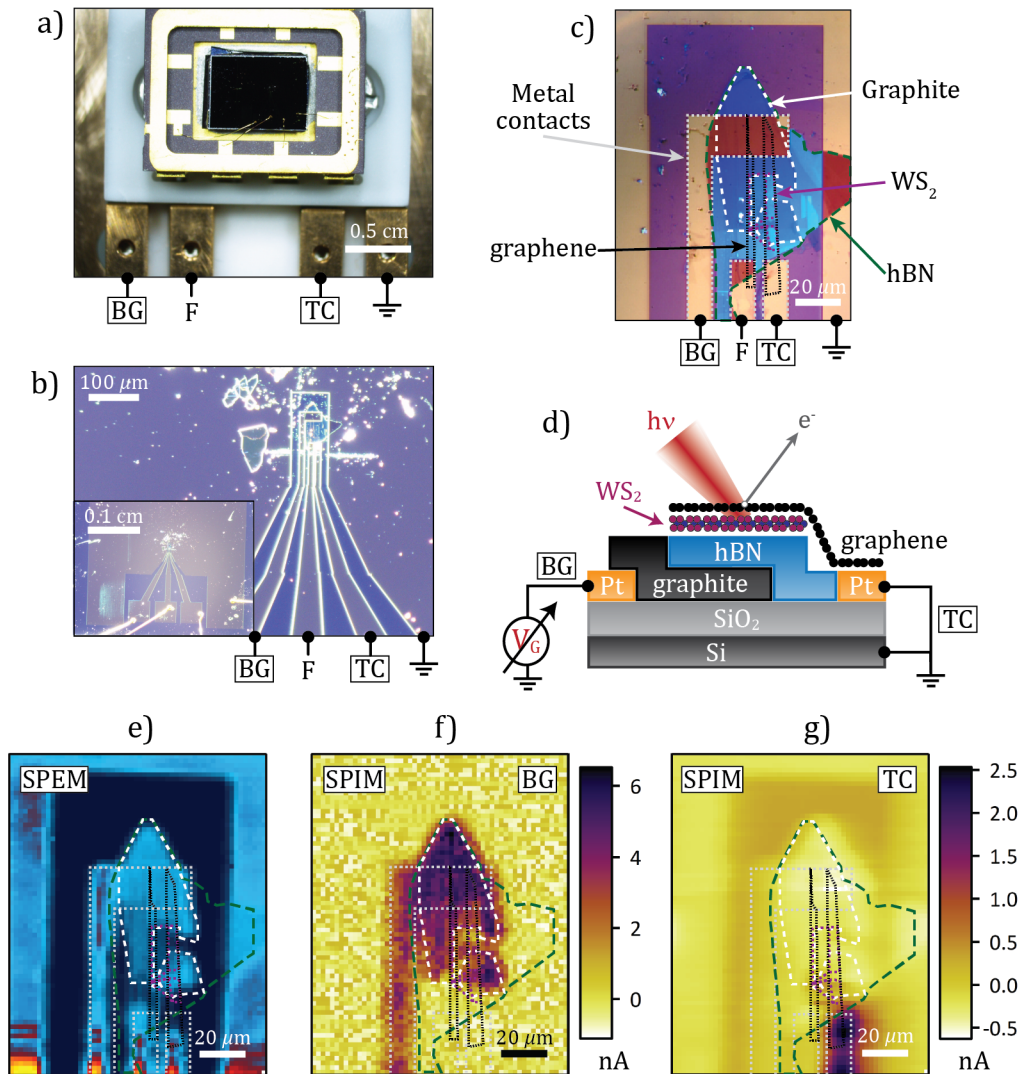 a)
0.5 cm
BG
F
TC
b)
100 μm
0.1 cm
BG
F
TC
c)
Metal
contacts
Graphite
WS₂
graphene
hBN
20 μm
BG
F
TC
d)
hν
e⁻
WS₂
graphene
hBN
BG
Pt
graphite
Pt
SiO₂
TC
V_G
Si
e)
SPEM
20 μm
f)
SPIM
BG
6
4
2
0
20 μm
nA
g)
SPIM
TC
2.5
2.0
1.5
1.0
0.5
0.0
-0.5
20 μm
nA